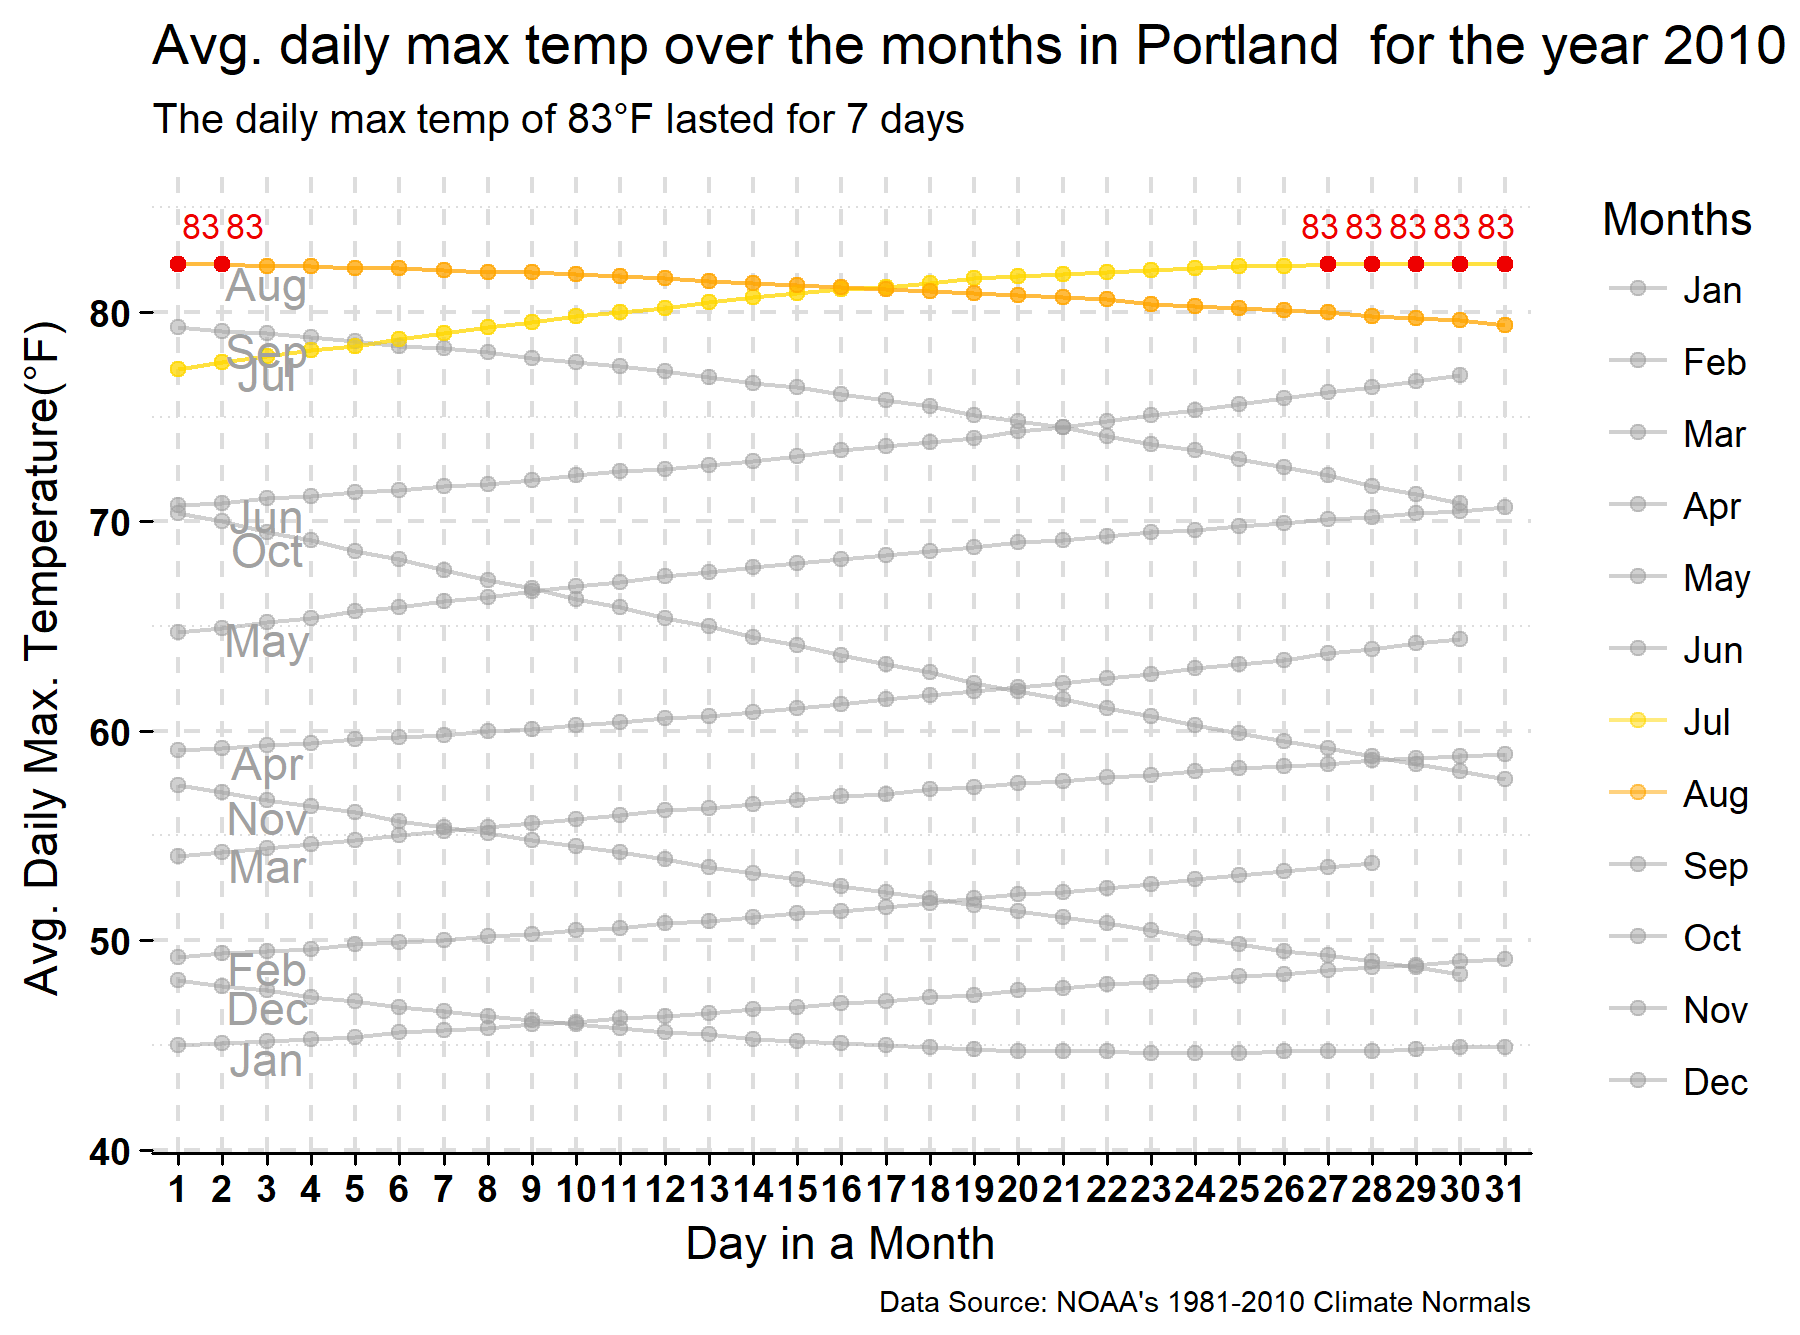 Avg. daily max temp over the months in Portland  for the year 2010
The daily max temp of 83°F lasted for 7 days
83 83 83 83 83 83 83
Aug
Sep
Jul
Jun
Oct
May
Apr
Nov
Mar
Feb
Dec
Jan
80
70
60
50
40
Avg. Daily Max. Temperature(°F)
1 2 3 4 5 6 7 8 9 10 11 12 13 14 15 16 17 18 19 20 21 22 23 24 25 26 27 28 29 30 31
Day in a Month
Months
Jan
Feb
Mar
Apr
May
Jun
Jul
Aug
Sep
Oct
Nov
Dec
Data Source: NOAA's 1981-2010 Climate Normals